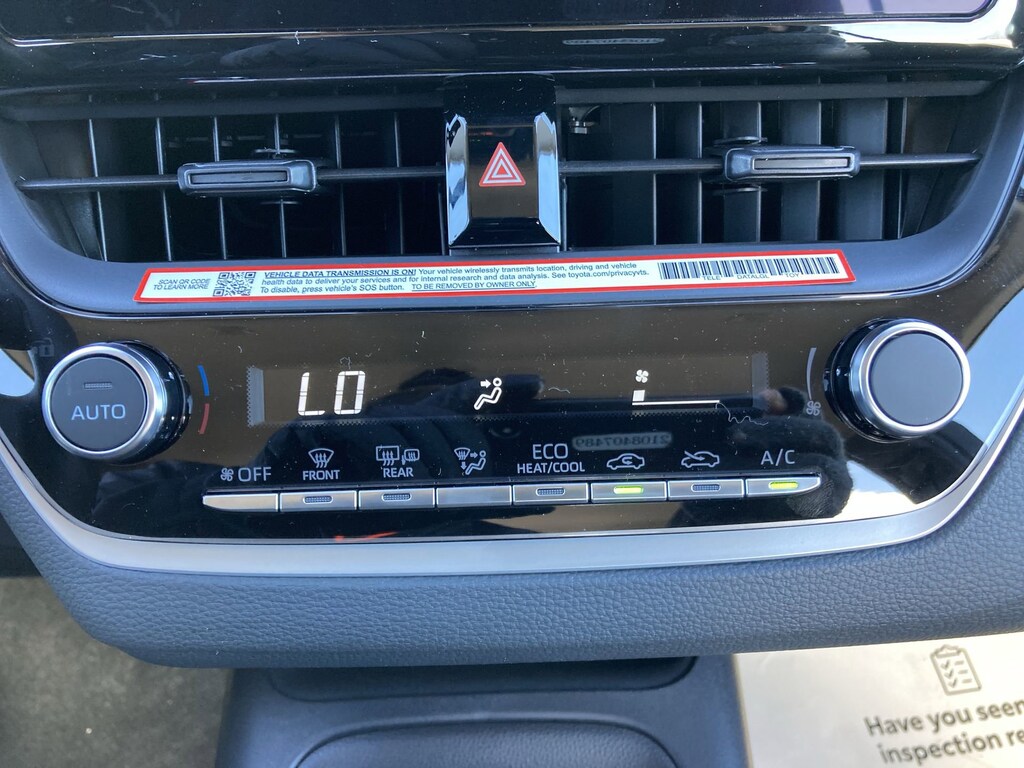 SCAN OR CODE
TO LEARN MORE
VEHICLE DATA TRANSMISSION IS ON! Your vehicle wirelessly transmits location, driving and vehicle
health data to deliver your services and for internal research and data analysis. See toyota.com/privacyvts.
To disable, press vehicle's SOS button. TO BE REMOVED BY OWNER ONLY.
TELE DATALBL TOY
AUTO
LO
2108407489
OFF
FRONT
REAR
ECO
HEAT/COOL
A/C
Have you seen
inspection re